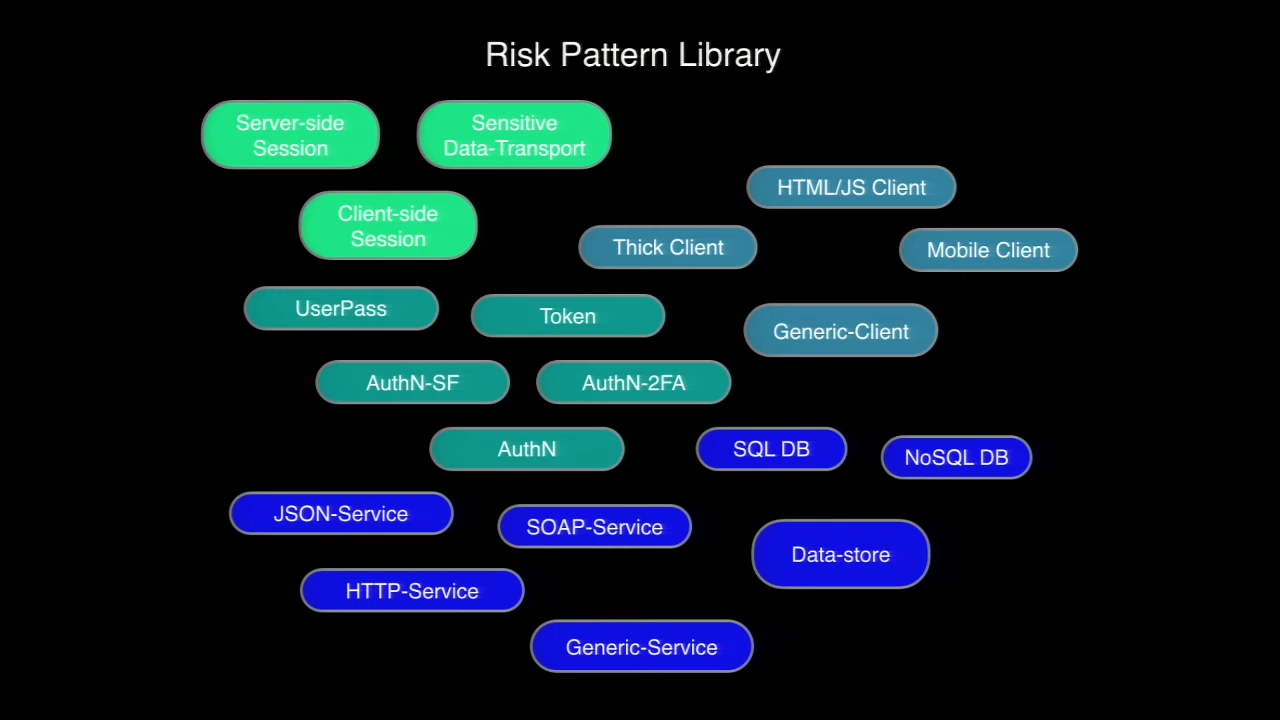 Risk Pattern Library
Server-side
Session
Sensitive
Data-Transport
HTML/JS Client
Client-side
Session
Thick Client
Mobile Client
UserPass
Token
Generic-Client
AuthN-SF
AuthN-2FA
AuthN
SQL DB
NoSQL DB
JSON-Service
SOAP-Service
Data-store
HTTP-Service
Generic-Service